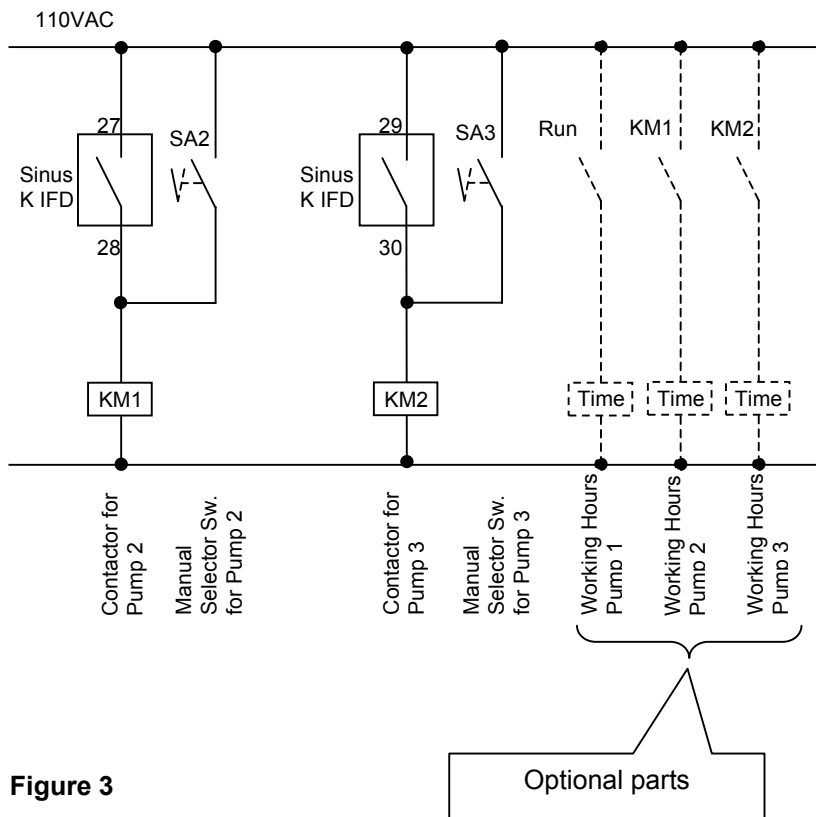 110VAC
27
Sinus
K IFD
28
SA2
29
Sinus
K IFD
30
SA3
Run
KM1
KM2
KM1
KM2
Time
Time
Time
Contactor for
Pump 2
Manual
Selector Sw.
for Pump 2
Contactor for
Pump 3
Manual
Selector Sw.
for Pump 3
Working Hours
Pump 1
Working Hours
Pump 2
Working Hours
Pump 3
Optional parts
Figure 3